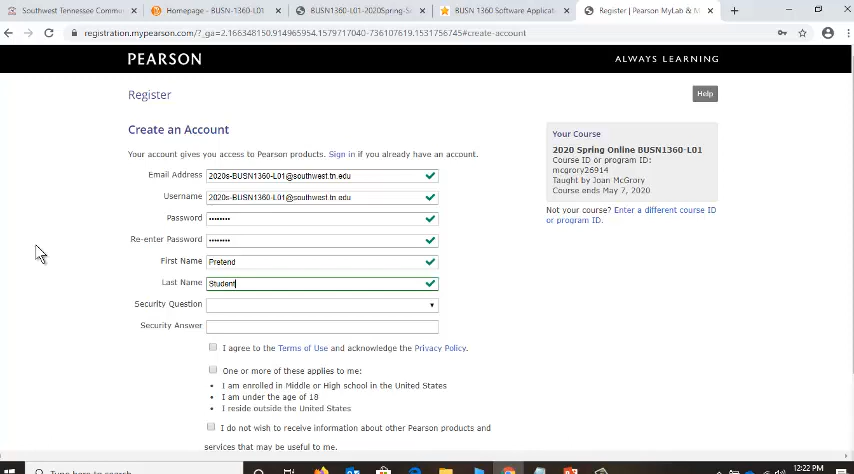 Southwest Tennessee Commu
Homepage - BUSN-1360-L01
BUSN1360-L01-2020Spring-S
BUSN 1360 Software Applicati
Register | Pearson MyLab & M
registration.mypearson.com/?_ga=2.166348150.914965954.1579717040-736107619.1531756745#create-account
PEARSON
ALWAYS LEARNING
Register
Help
Create an Account
Your account gives you access to Pearson products. Sign in if you already have an account.
Email Address 2020s-BUSN1360-L01@southwest.tn.edu
Username 2020s-BUSN1360-L01@southwest.tn.edu
Password ••••••••
Re-enter Password ••••••••
First Name Pretend
Last Name Student
Security Question
Security Answer
I agree to the Terms of Use and acknowledge the Privacy Policy.
One or more of these applies to me:
• I am enrolled in Middle or High school in the United States
• I am under the age of 18
• I reside outside the United States
I do not wish to receive information about other Pearson products and
services that may be useful to me.
Your Course
2020 Spring Online BUSN1360-L01
Course ID or program ID:
mcgrory26914
Taught by Joan McGrory
Course ends May 7, 2020
Not your course? Enter a different course ID
or program ID.
Type here to search
12:22 PM